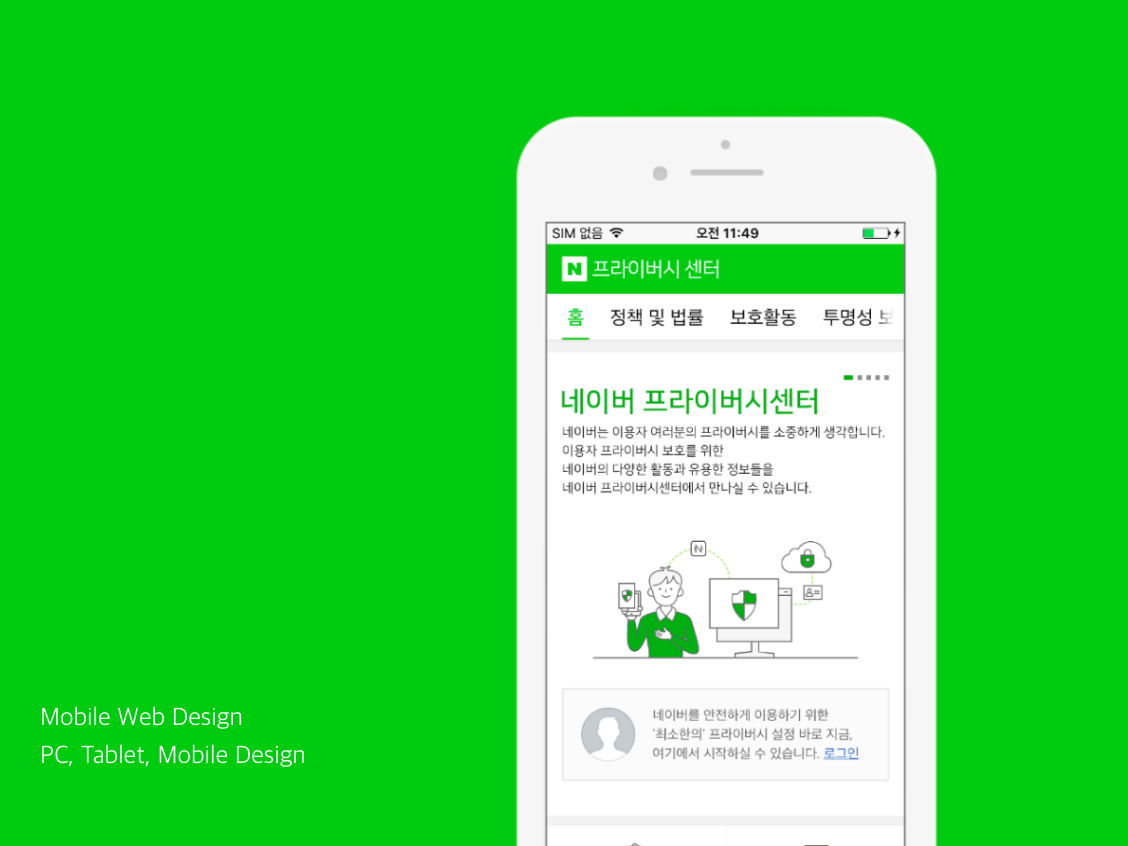 SIM 없음
오전 11:49
N 프라이버시 센터
홈 정책 및 법률 보호활동 투명성 보
네이버 프라이버시센터
네이버는 이용자 여러분의 프라이버시를 소중하게 생각합니다.
이용자 프라이버시 보호를 위한
네이버의 다양한 활동과 유용한 정보들을
네이버 프라이버시센터에서 만나실 수 있습니다.
N
네이버를 안전하게 이용하기 위한
'최소한의' 프라이버시 설정 바로 지금,
여기에서 시작하실 수 있습니다. 로그인
Mobile Web Design
PC, Tablet, Mobile Design